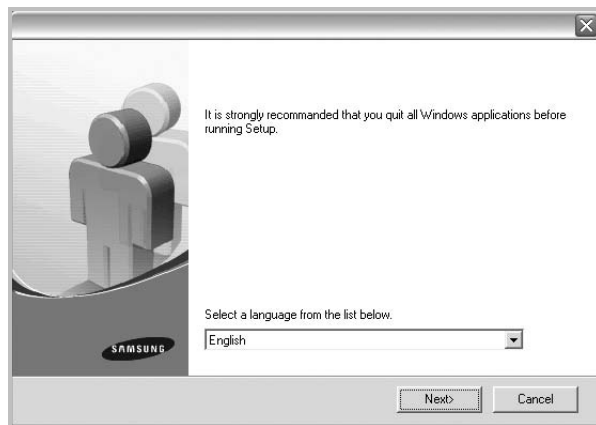 It is strongly recommanded that you quit all Windows applications before
running Setup.
Select a language from the list below.
English
SAMSUNG
Next>
Cancel